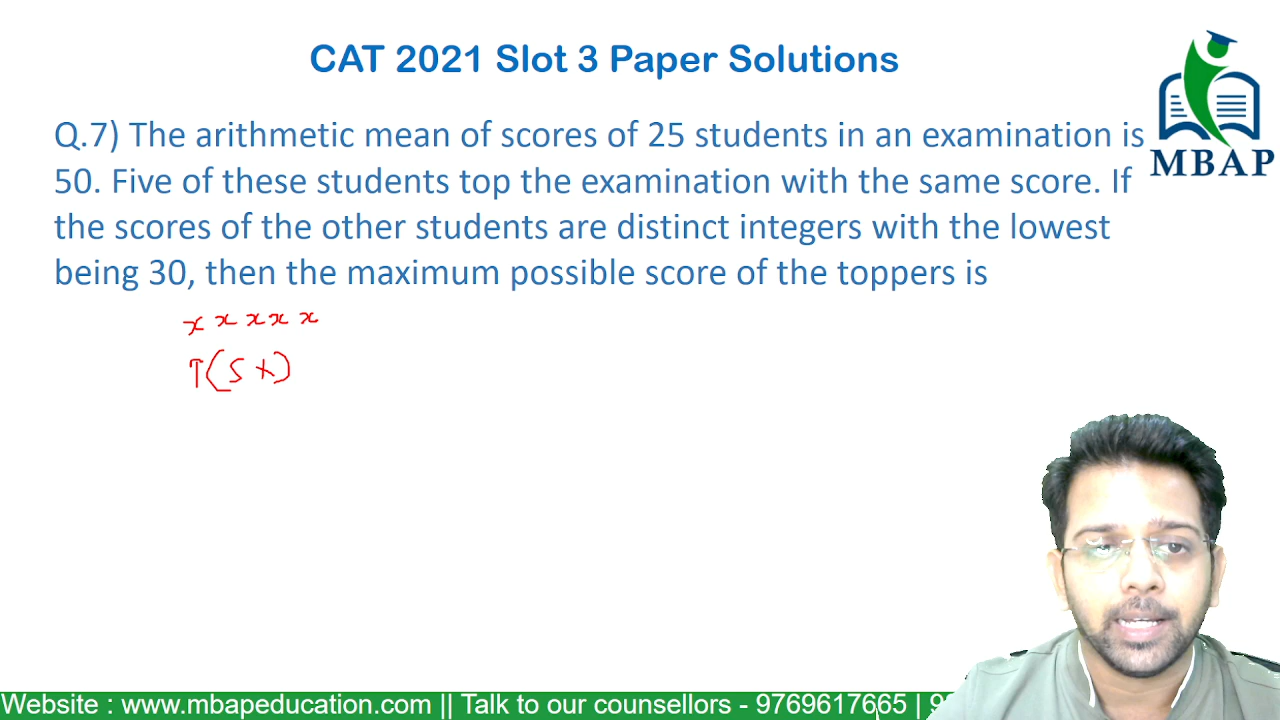 CAT 2021 Slot 3 Paper Solutions
Q.7) The arithmetic mean of scores of 25 students in an examination is
50. Five of these students top the examination with the same score. If
the scores of the other students are distinct integers with the lowest
being 30, then the maximum possible score of the toppers is
MBAP
x x x x x
↑(5x)
Website : www.mbapeducation.com || Talk to our counsellors - 9769617665 |